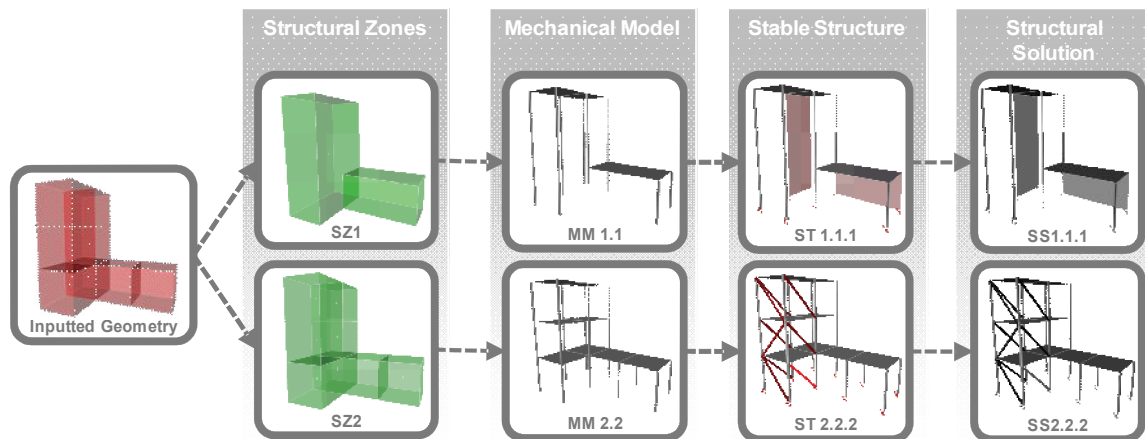 Structural Zones
Mechanical Model
Stable Structure
Structural
Solution
SZ1
MM 1.1
ST 1.1.1
SS1.1.1
Inputted Geometry
SZ2
MM 2.2
ST 2.2.2
SS2.2.2